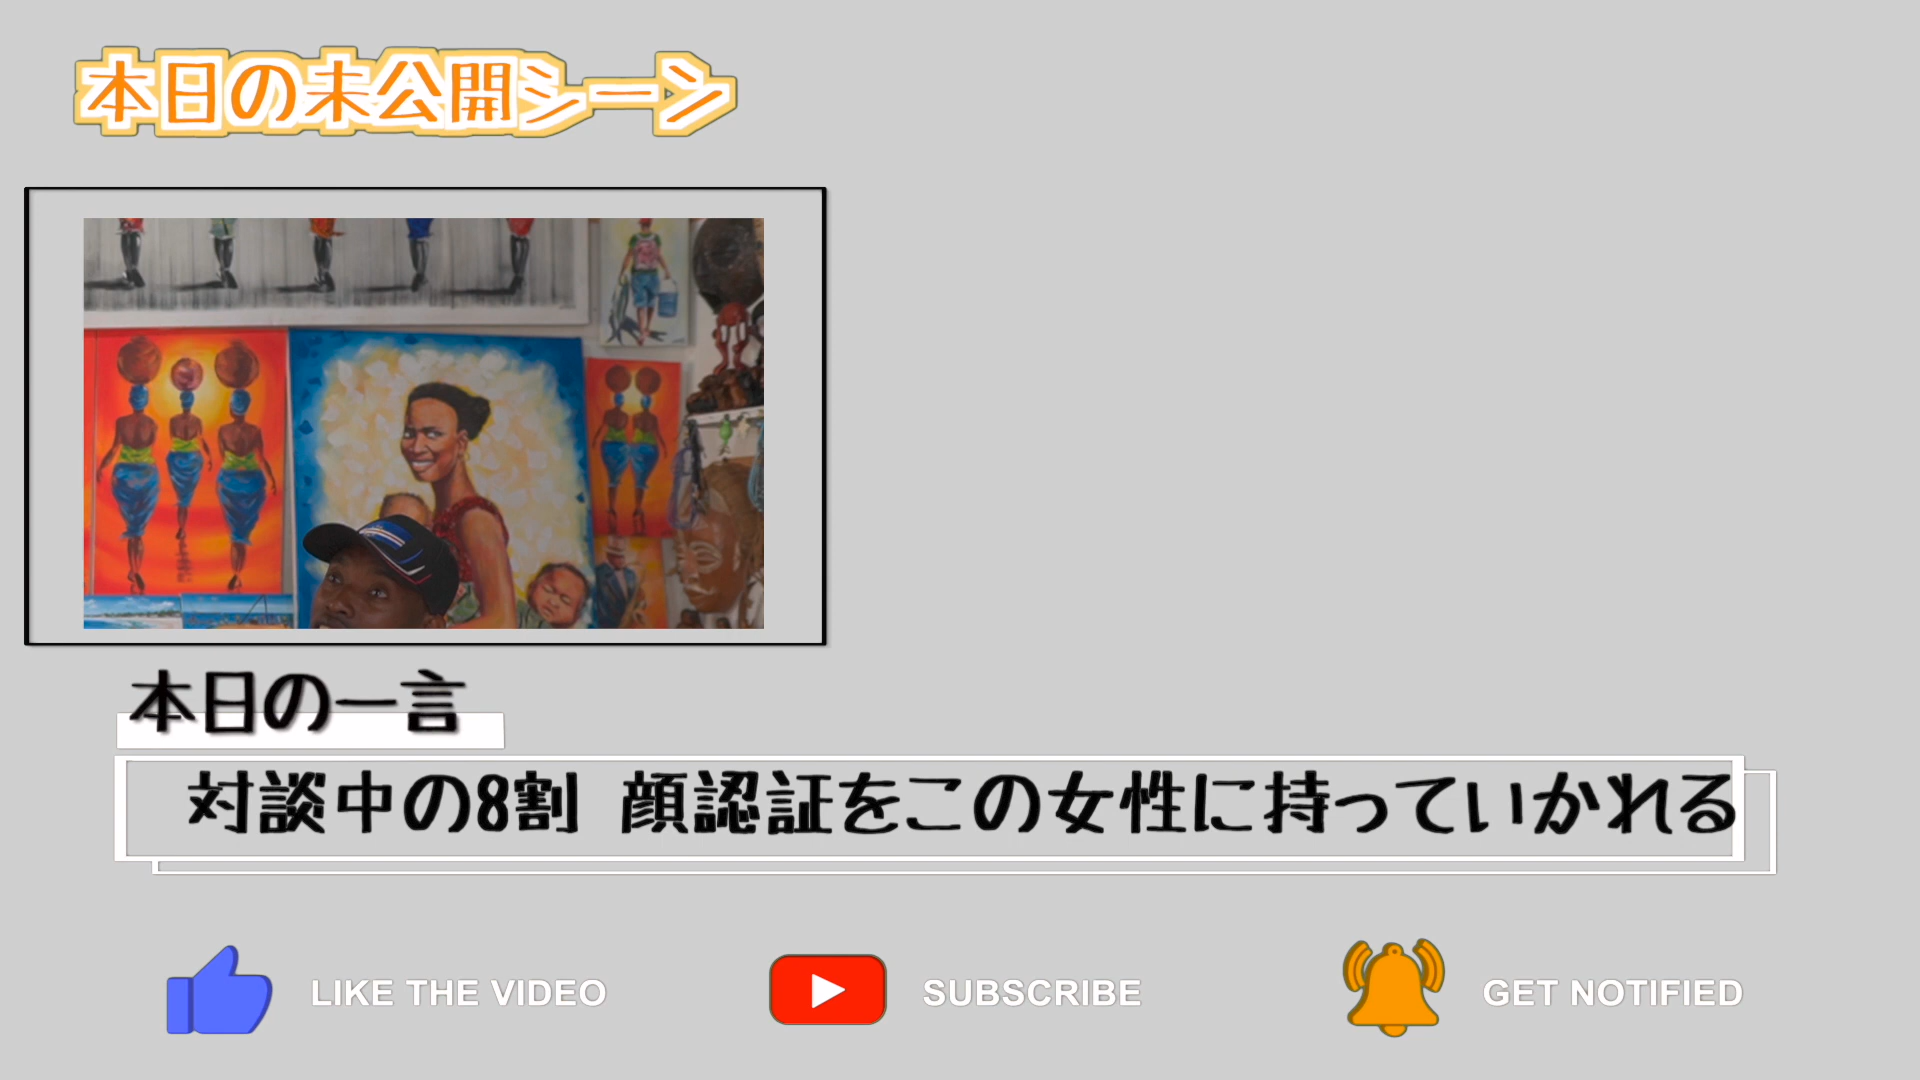 本日の未公開シーン
本日の一言
対談中の8割 顔認証をこの女性に持っていかれる
LIKE THE VIDEO
SUBSCRIBE
GET NOTIFIED